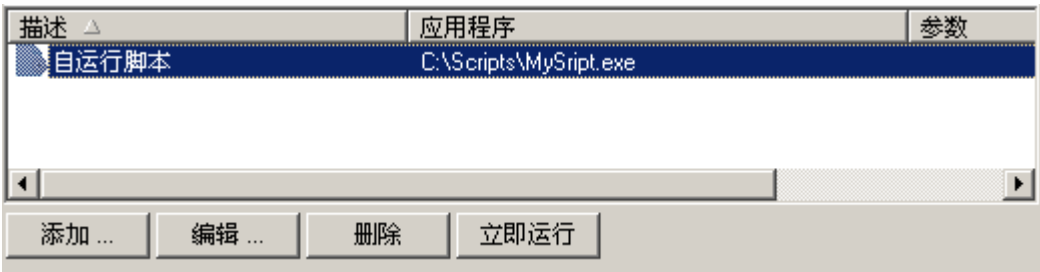 描述 应用程序 参数
自运行脚本 C:\Scripts\MySript.exe
添加 ... 编辑 ... 删除 立即运行